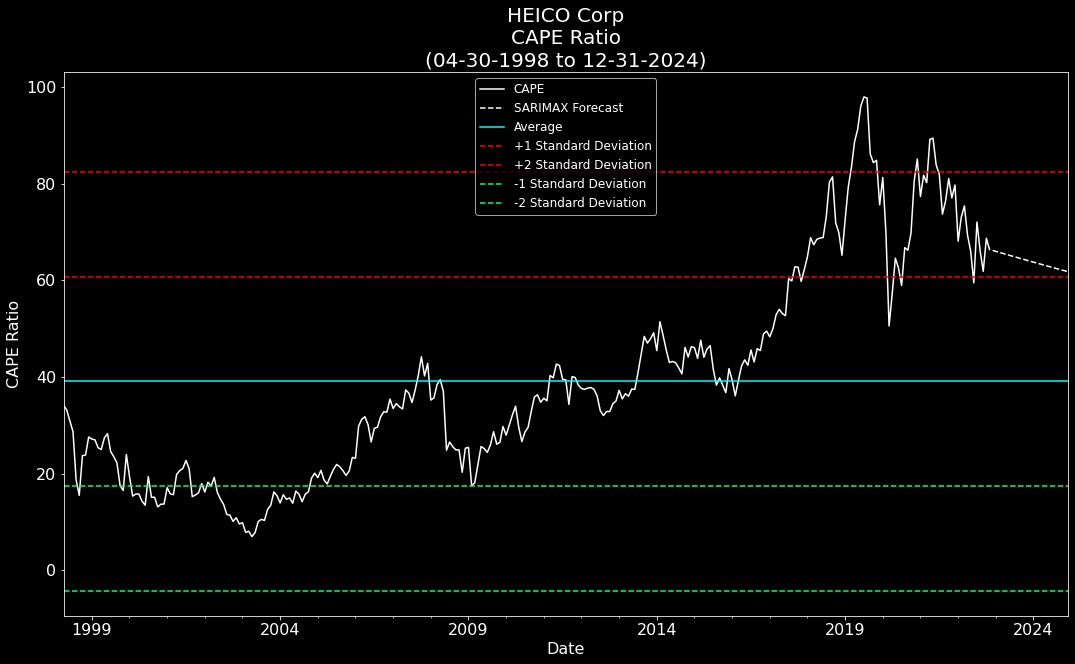 HEICO Corp
CAPE Ratio
(04-30-1998 to 12-31-2024)
CAPE
SARIMAX Forecast
Average
+1 Standard Deviation
+2 Standard Deviation
-1 Standard Deviation
-2 Standard Deviation
CAPE Ratio
100
80
60
40
20
0
1999 2004 2009 2014 2019 2024
Date